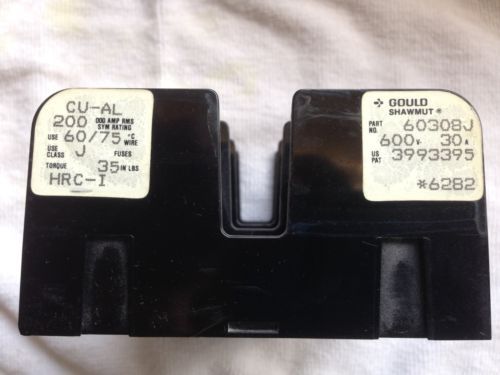 CU-AL
200 000 AMP RMS
SYM RATING
USE 60/75 °C
WIRE
USE
CLASS J FUSES
TORQUE 35 IN LBS
HRC-I
GOULD
SHAWMUT®
PART
NO. 60308J
600V. 30A
US
PAT 3993395
*6282